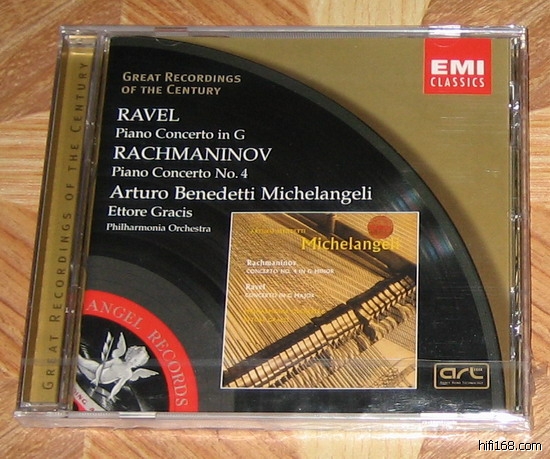 GREAT RECORDINGS
OF THE CENTURY
EMI
CLASSICS
RAVEL
Piano Concerto in G
RACHMANINOV
Piano Concerto No. 4
Arturo Benedetti Michelangeli
Ettore Gracis
Philharmonia Orchestra
Michelangeli
Rachmaninov
CONCERTO NO. 4 IN G MINOR
Ravel
CONCERTO IN G MAJOR
GREAT RECORDINGS OF THE CENTURY
ANGEL RECORDS
art
hifi168.com